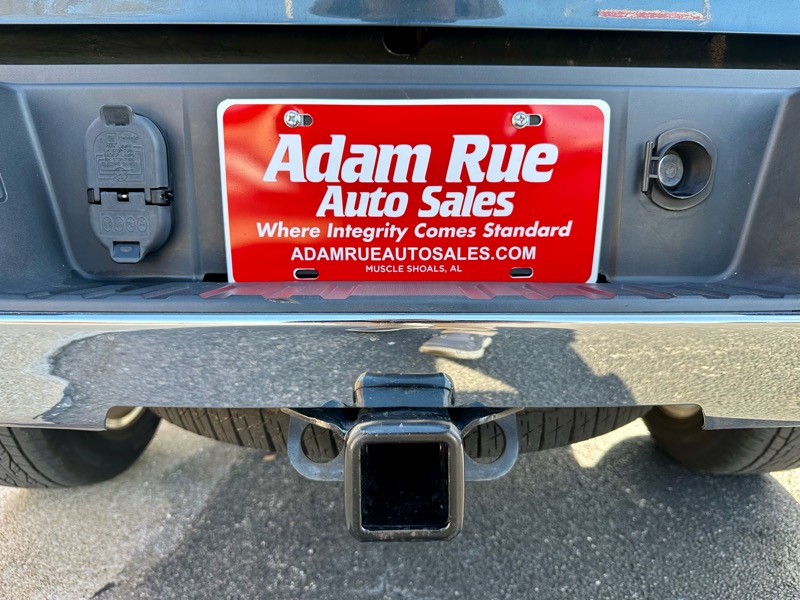 Adam Rue
Auto Sales
Where Integrity Comes Standard
ADAMRUEAUTOSALES.COM
MUSCLE SHOALS, AL